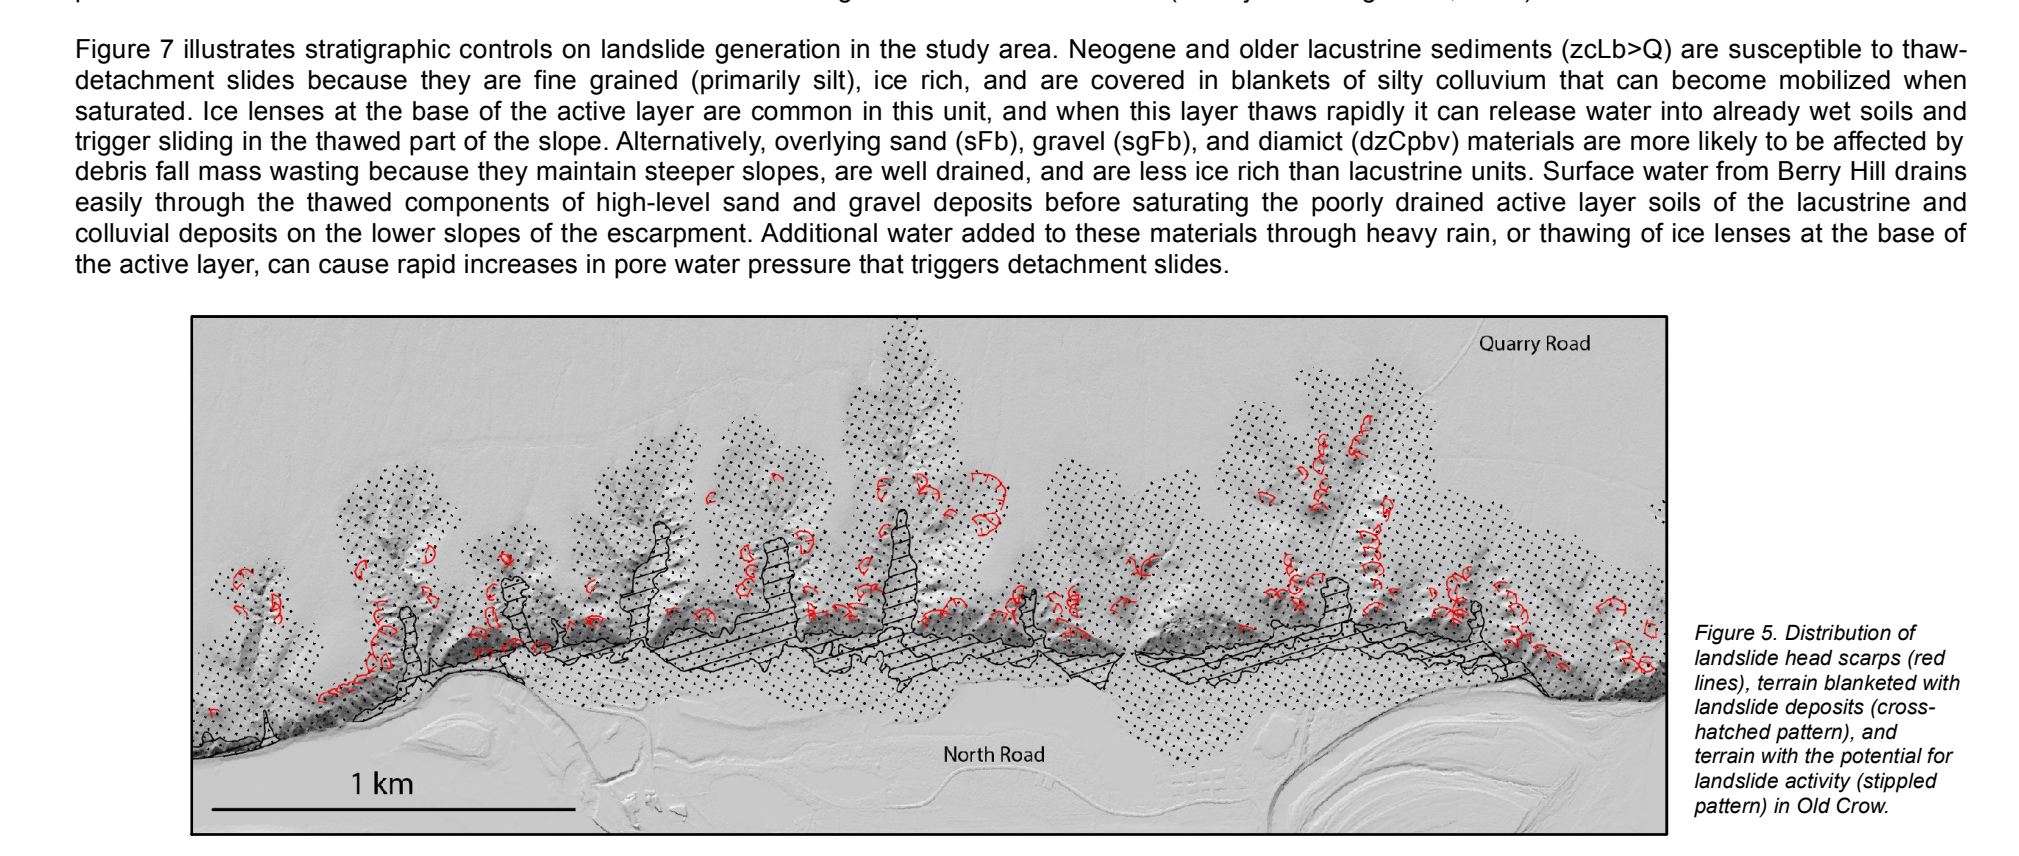 Figure 7 illustrates stratigraphic controls on landslide generation in the study area. Neogene and older lacustrine sediments (zcLb>Q) are susceptible to thaw-
detachment slides because they are fine grained (primarily silt), ice rich, and are covered in blankets of silty colluvium that can become mobilized when
saturated. Ice lenses at the base of the active layer are common in this unit, and when this layer thaws rapidly it can release water into already wet soils and
trigger sliding in the thawed part of the slope. Alternatively, overlying sand (sFb), gravel (sgFb), and diamict (dzCpbv) materials are more likely to be affected by
debris fall mass wasting because they maintain steeper slopes, are well drained, and are less ice rich than lacustrine units. Surface water from Berry Hill drains
easily through the thawed components of high-level sand and gravel deposits before saturating the poorly drained active layer soils of the lacustrine and
colluvial deposits on the lower slopes of the escarpment. Additional water added to these materials through heavy rain, or thawing of ice lenses at the base of
the active layer, can cause rapid increases in pore water pressure that triggers detachment slides.
Quarry Road
North Road
1 km
Figure 5. Distribution of
landslide head scarps (red
lines), terrain blanketed with
landslide deposits (cross-
hatched pattern), and
terrain with the potential for
landslide activity (stippled
pattern) in Old Crow.